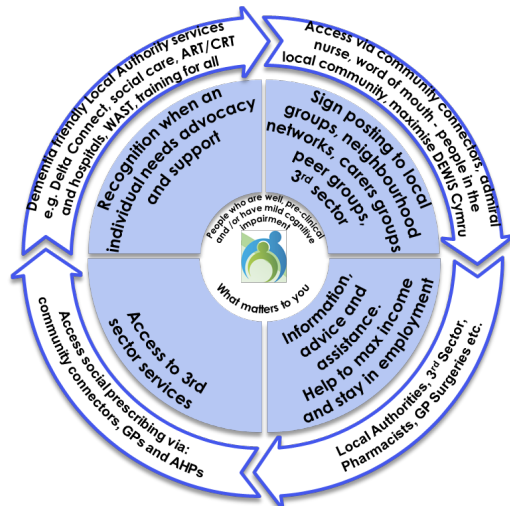 Dementia friendly Local Authority services
e.g. Delta Connect, social care, ART/CRT
and hospitals, WAST, training for all
Access via community connectors, admiral
nurse, word of mouth - people in the
local community, maximise DEWIS Cymru
Recognition when an
individual needs advocacy
and support
Sign posting to local
groups, neighbourhood
networks, carers groups
peer groups,
3rd sector
People who are well, pre-clinical
and /or have mild cognitive
impairment
What matters to you
Access to 3rd
sector services
Information,
advice and
assistance.
Help to max income
and stay in employment
Access social prescribing via:
community connectors, GPs and AHPs
Local Authorities, 3rd Sector,
Pharmacists, GP Surgeries etc.